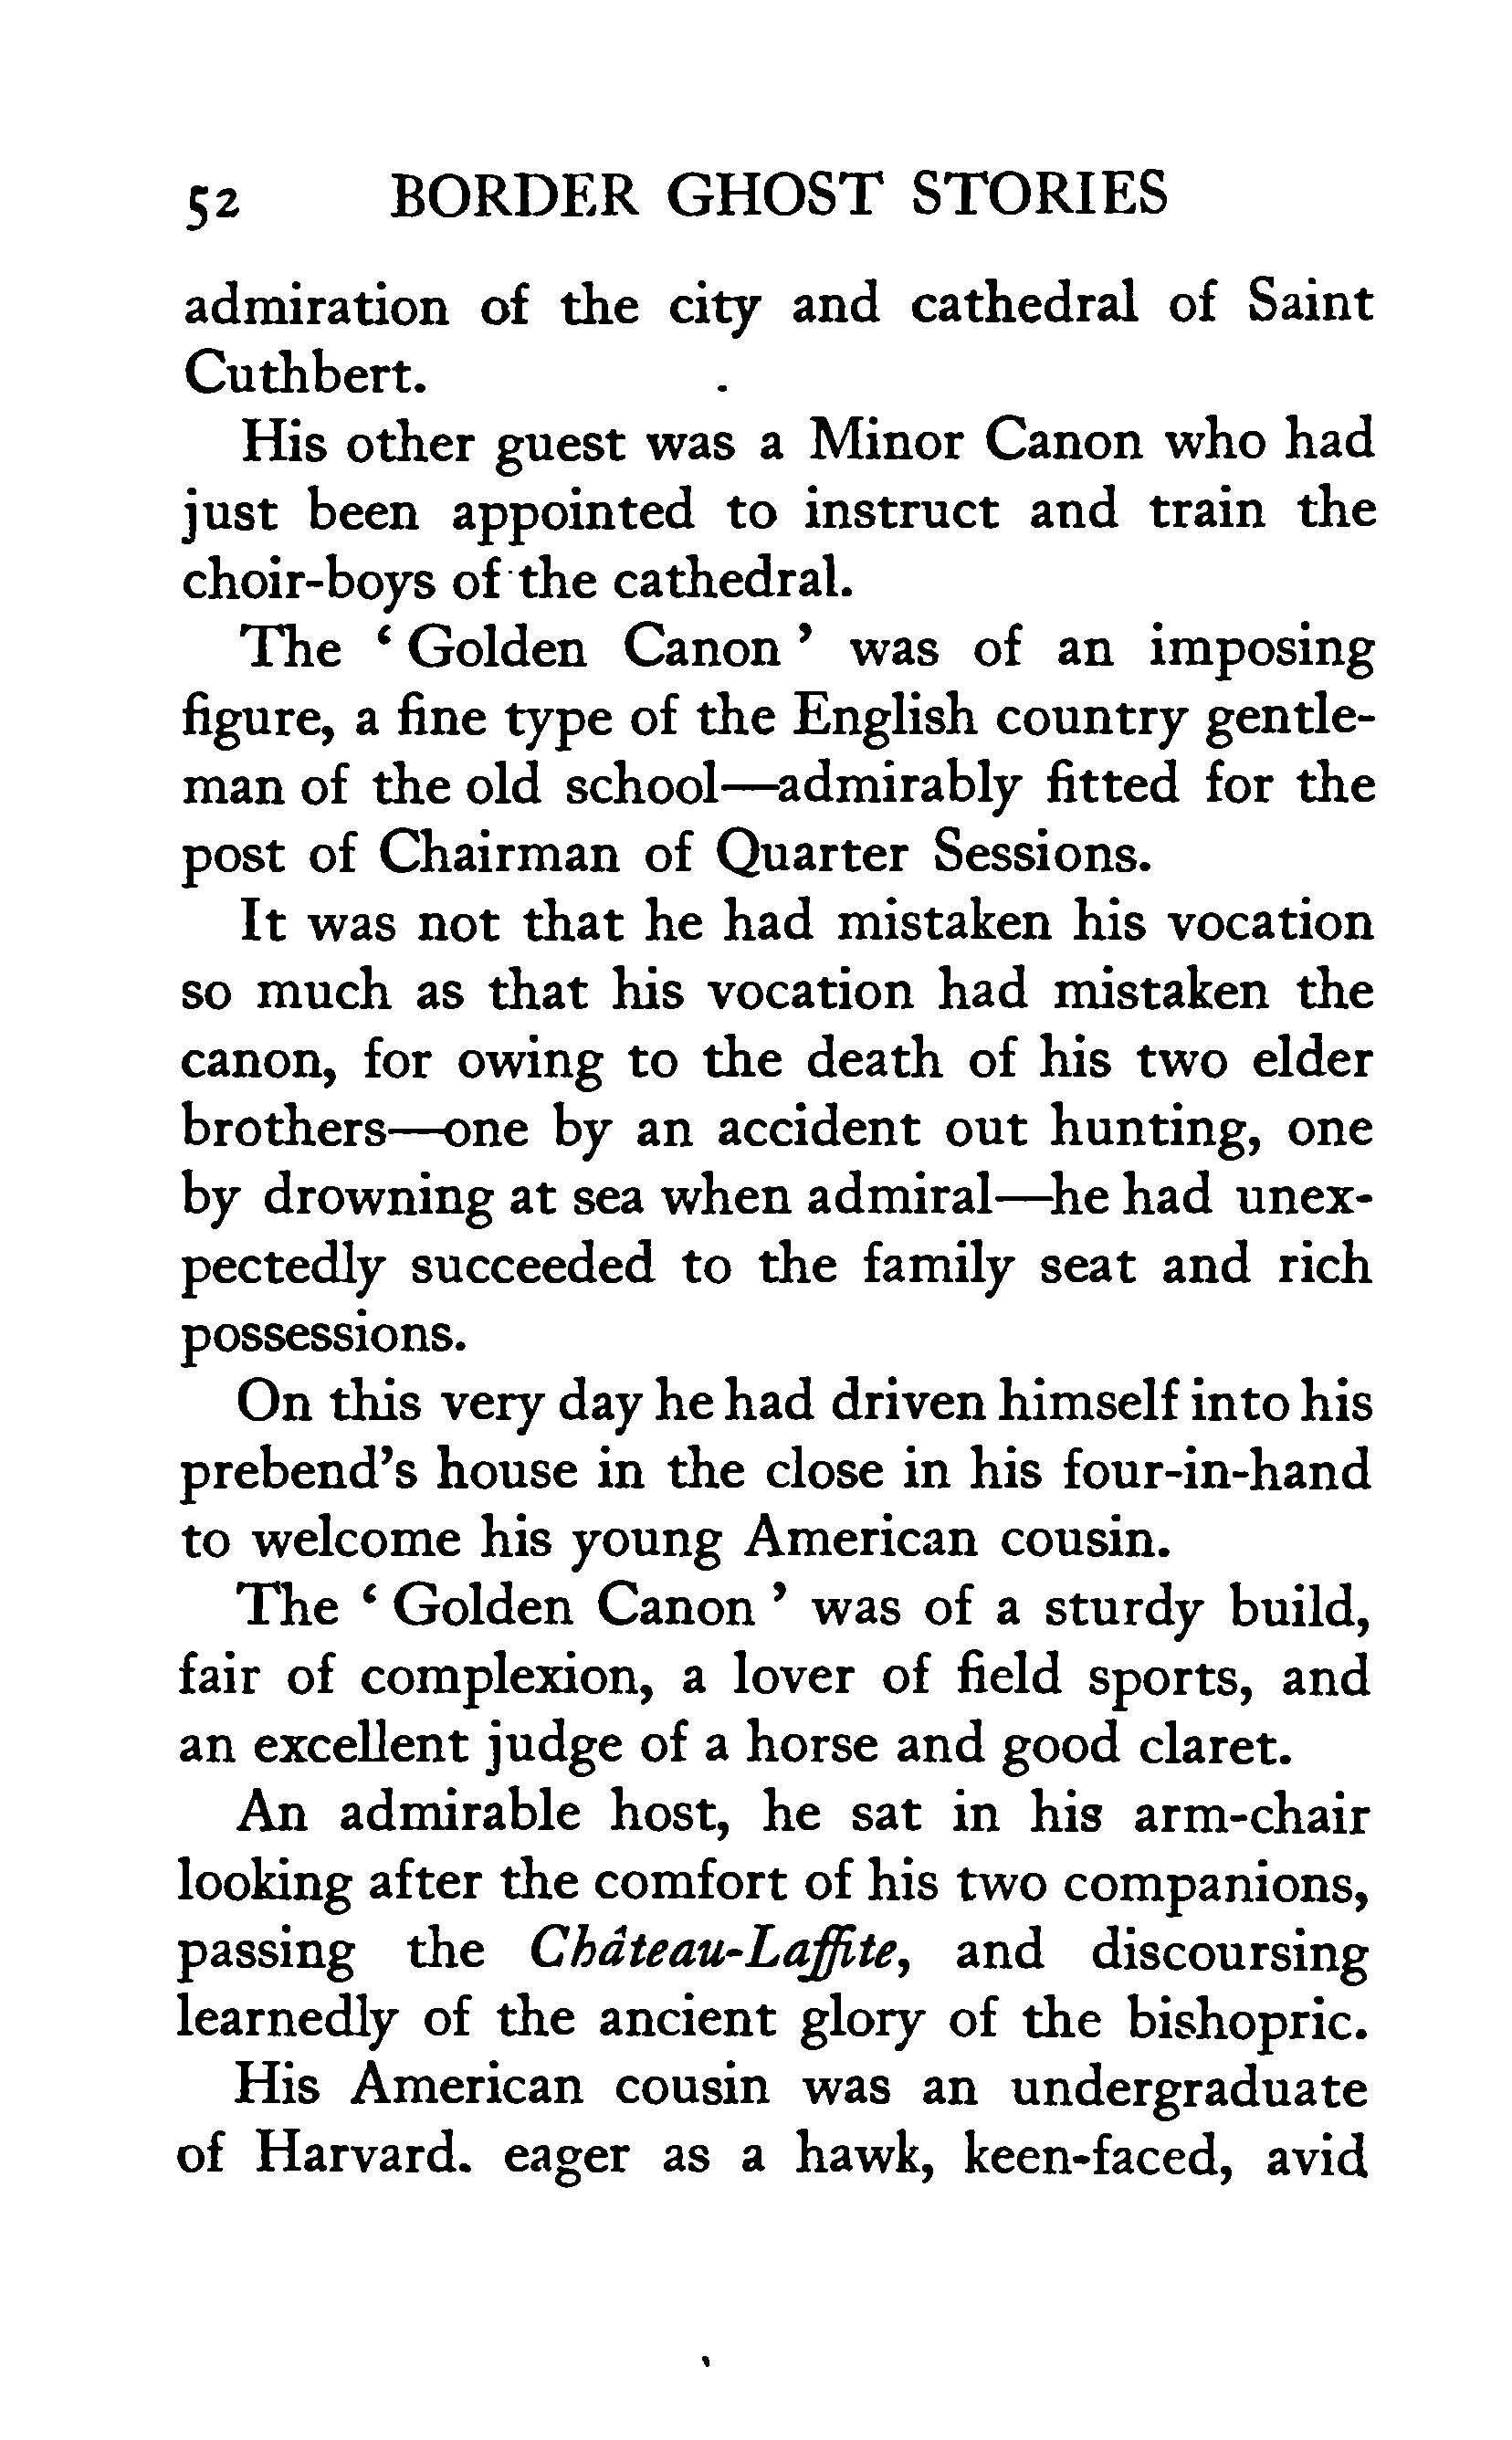 52 BORDER GHOST STORIES
admiration of the city and cathedral of Saint
Cuthbert.
His other guest was a Minor Canon who had
just been appointed to instruct and train the
choir-boys of the cathedral.
The ‘ Golden Canon ’ was of an imposing
figure, a fine type of the English country gentle-
man of the old school—admirably fitted for the
post of Chairman of Quarter Sessions.
It was not that he had mistaken his vocation
so much as that his vocation had mistaken the
canon, for owing to the death of his two elder
brothers—one by an accident out hunting, one
by drowning at sea when admiral—he had unex-
pectedly succeeded to the family seat and rich
possessions.
On this very day he had driven himself into his
prebend’s house in the close in his four-in-hand
to welcome his young American cousin.
The ‘ Golden Canon ’ was of a sturdy build,
fair of complexion, a lover of field sports, and
an excellent judge of a horse and good claret.
An admirable host, he sat in his arm-chair
looking after the comfort of his two companions,
passing the Château-Laffite, and discoursing
learnedly of the ancient glory of the bishopric.
His American cousin was an undergraduate
of Harvard. eager as a hawk, keen-faced, avid